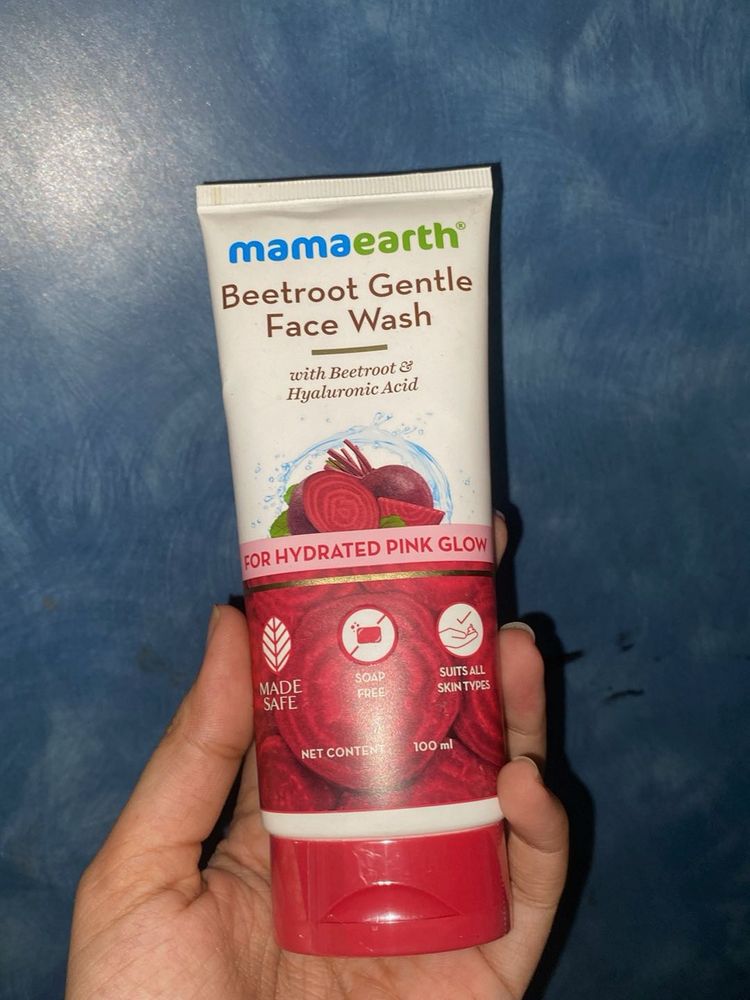 mamaearth®
Beetroot Gentle
Face Wash
with Beetroot &
Hyaluronic Acid
FOR HYDRATED PINK GLOW
MADE
SAFE
SOAP
FREE
SUITS ALL
SKIN TYPES
NET CONTENT 100 ml